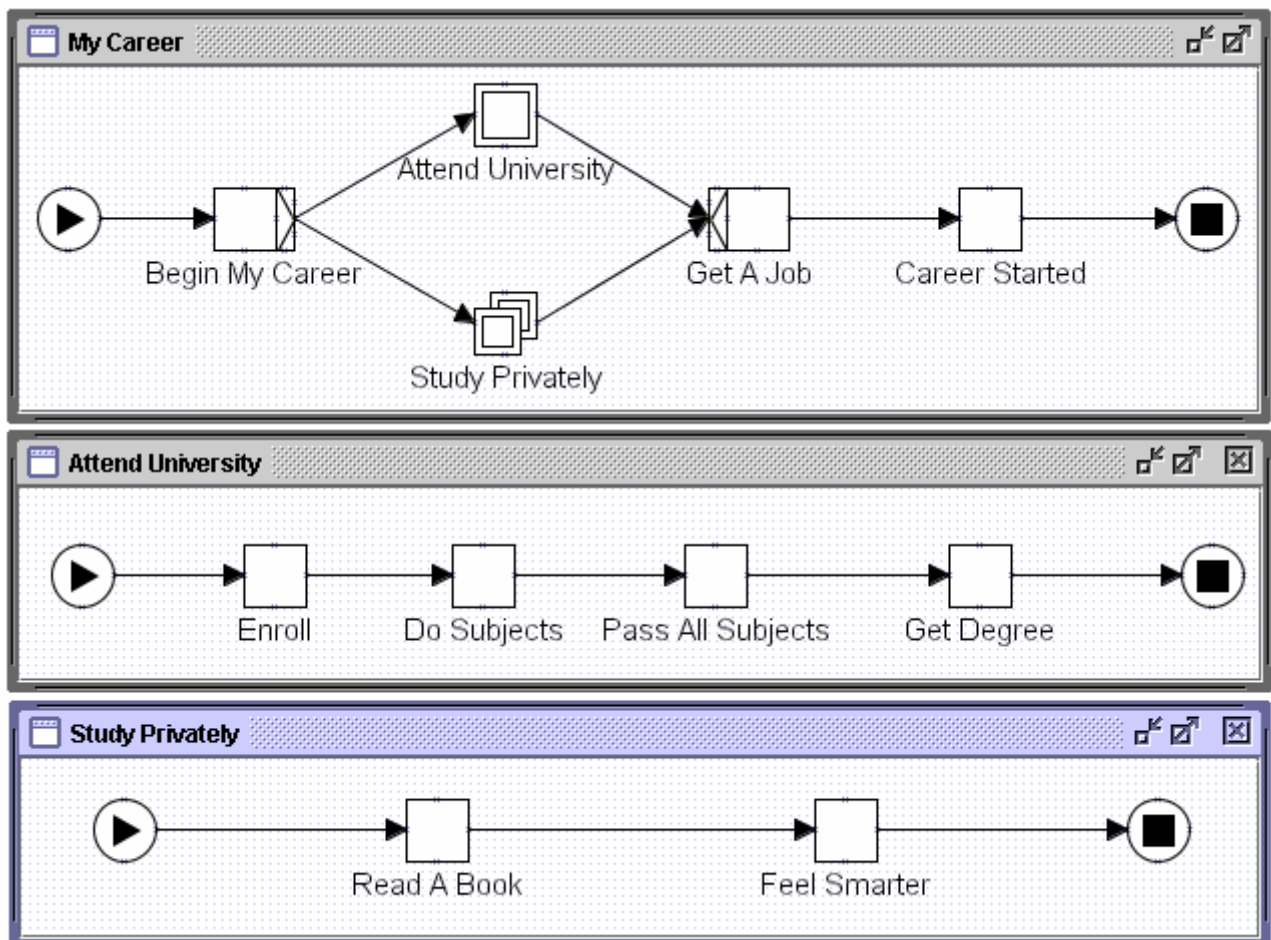 My Career
Attend University
Begin My Career
Get A Job
Career Started
Study Privately
Attend University
Enroll
Do Subjects
Pass All Subjects
Get Degree
Study Privately
Read A Book
Feel Smarter